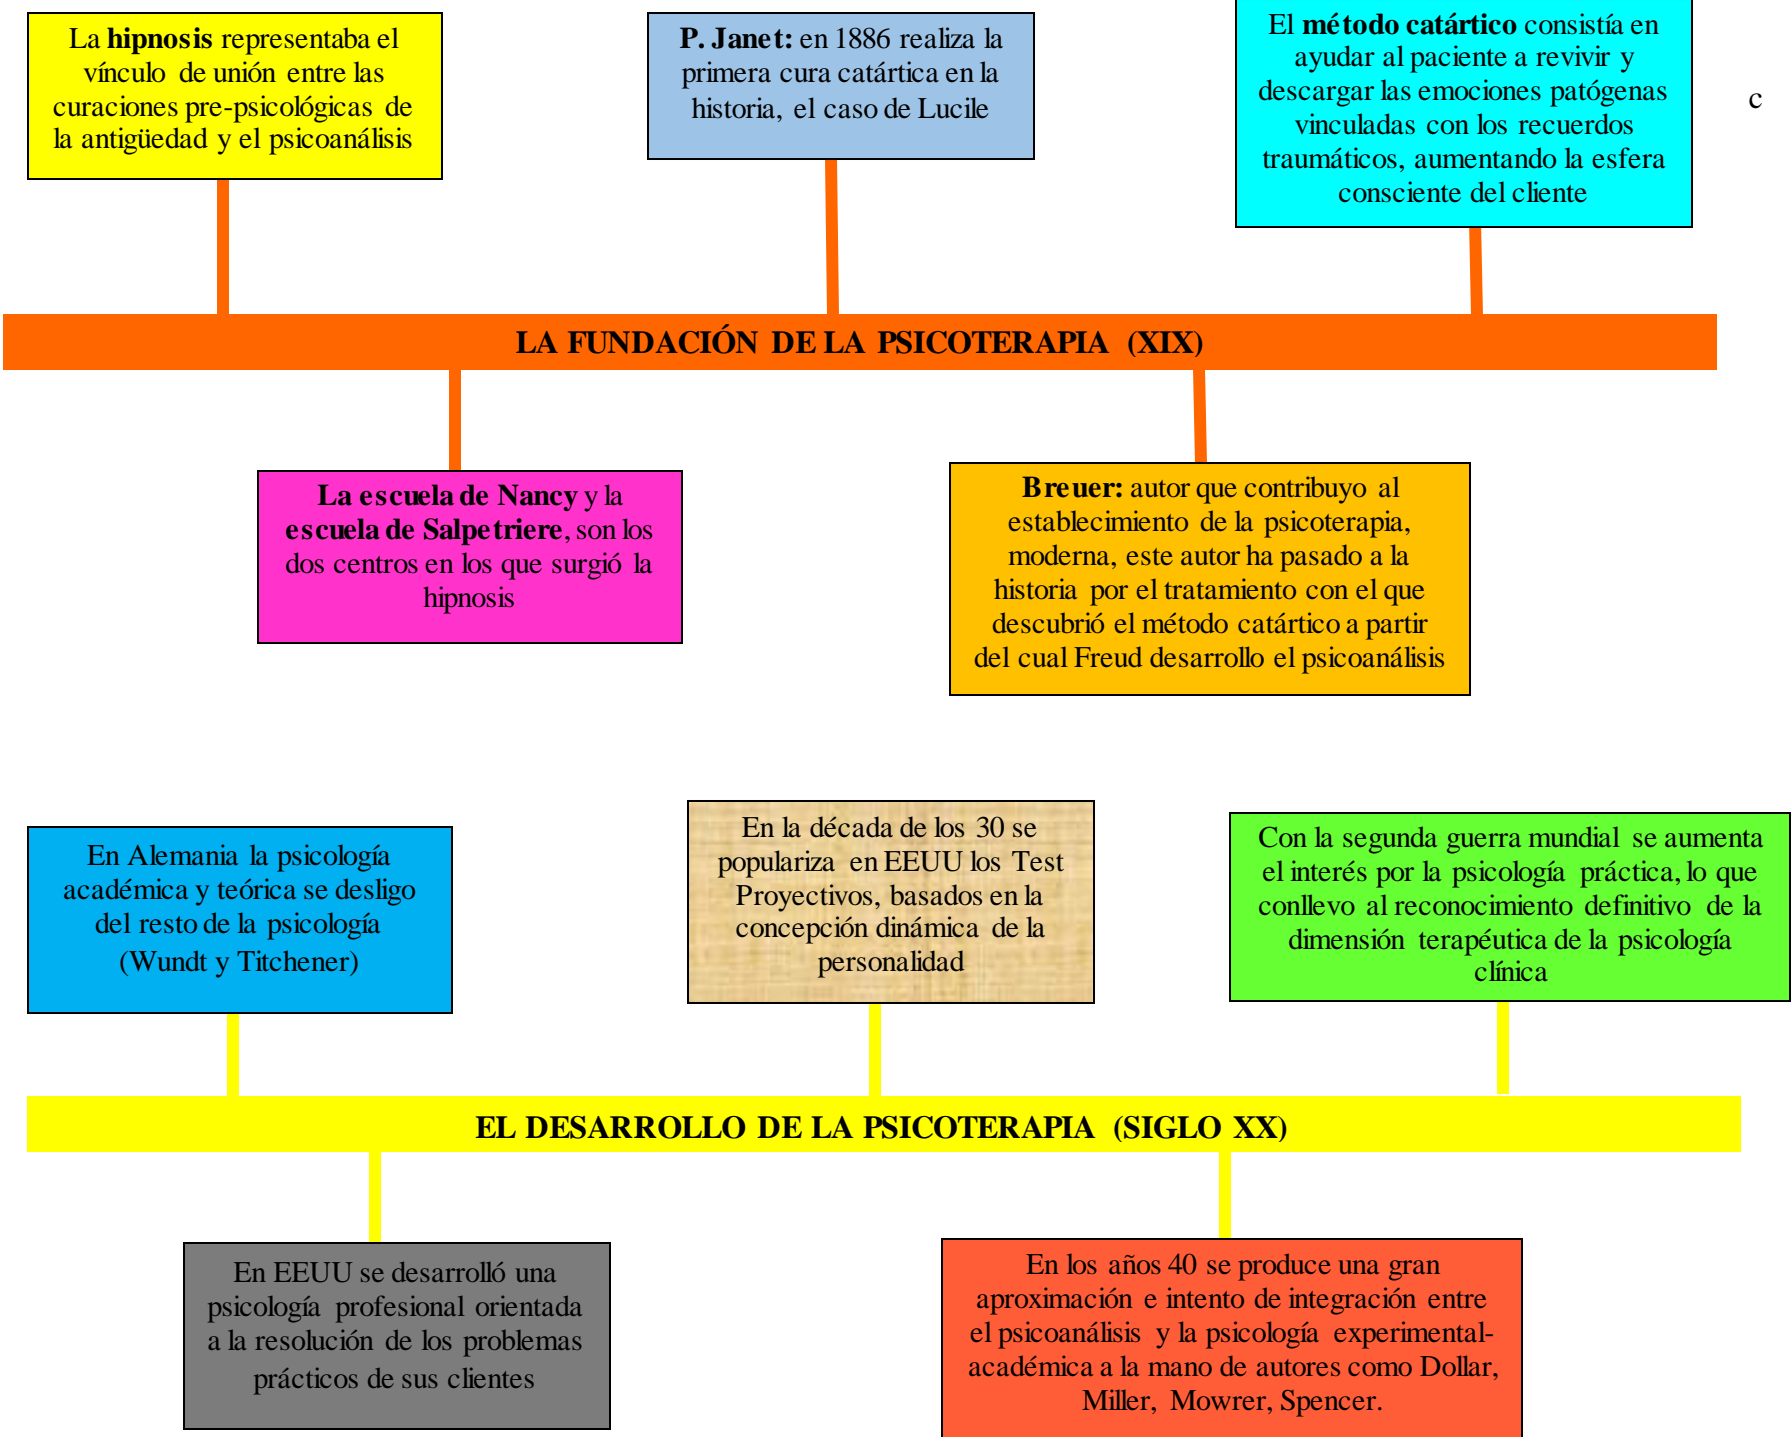 La hipnosis representaba el
vínculo de unión entre las
curaciones pre-psicológicas de
la antigüedad y el psicoanálisis
P. Janet: en 1886 realiza la
primera cura catártica en la
historia, el caso de Lucile
El método catártico consistía en
ayudar al paciente a revivir y
descargar las emociones patógenas
vinculadas con los recuerdos
traumáticos, aumentando la esfera
consciente del cliente
c
LA FUNDACIÓN DE LA PSICOTERAPIA (XIX)
La escuela de Nancy y la
escuela de Salpetriere, son los
dos centros en los que surgió la
hipnosis
Breuer: autor que contribuyo al
establecimiento de la psicoterapia,
moderna, este autor ha pasado a la
historia por el tratamiento con el que
descubrió el método catártico a partir
del cual Freud desarrollo el psicoanálisis
En Alemania la psicología
académica y teórica se desligo
del resto de la psicología
(Wundt y Titchener)
En la década de los 30 se
populariza en EEUU los Test
Proyectivos, basados en la
concepción dinámica de la
personalidad
Con la segunda guerra mundial se aumenta
el interés por la psicología práctica, lo que
conllevo al reconocimiento definitivo de la
dimensión terapéutica de la psicología
clínica
EL DESARROLLO DE LA PSICOTERAPIA (SIGLO XX)
En EEUU se desarrolló una
psicología profesional orientada
a la resolución de los problemas
prácticos de sus clientes
En los años 40 se produce una gran
aproximación e intento de integración entre
el psicoanálisis y la psicología experimental-
académica a la mano de autores como Dollar,
Miller, Mowrer, Spencer.